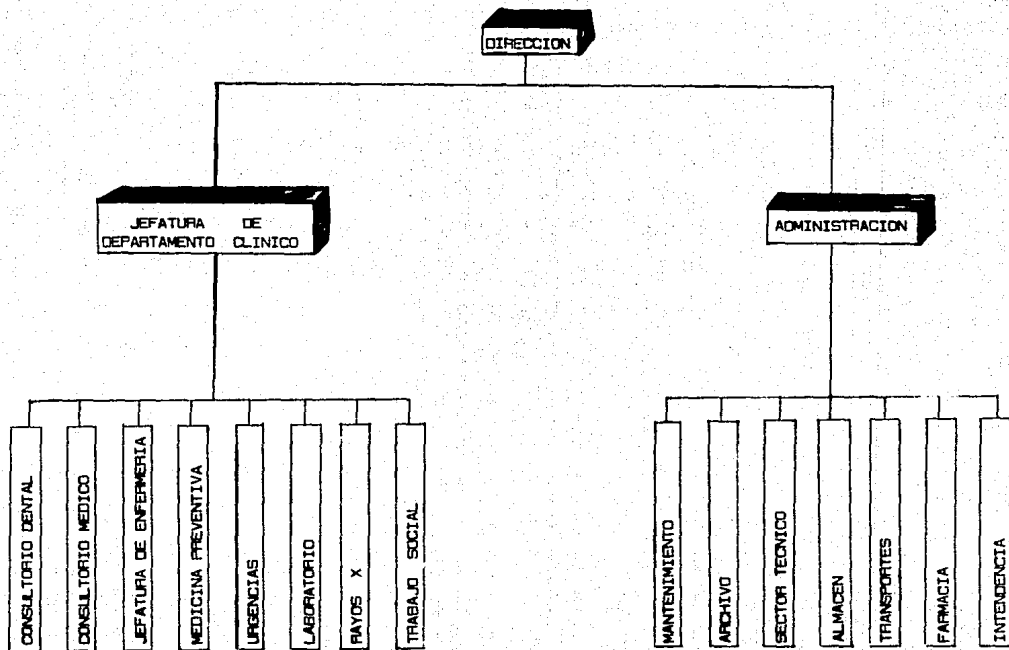 DIRECCION
JEFATURA DE
DEPARTAMENTO CLINICO
ADMINISTRACION
CONSULTORIO DENTAL
CONSULTORIO MEDICO
JEFATURA DE ENFERMERIA
MEDICINA PREVENTIVA
URGENCIAS
LABORATORIO
RAYOS X
TRABAJO SOCIAL
MANTENIMIENTO
ARCHIVO
SECTOR TECNICO
ALMACEN
TRANSPORTES
FARMACIA
INTENDENCIA